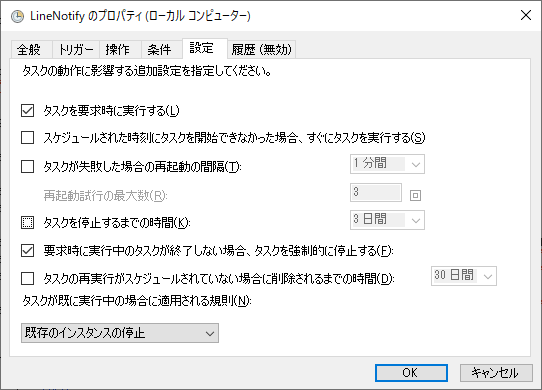 LineNotify のプロパティ (ローカル コンピューター)
全般 トリガー 操作 条件 設定 履歴 (無効)
タスクの動作に影響する追加設定を指定してください。
タスクを要求時に実行する(L)
スケジュールされた時刻にタスクを開始できなかった場合、すぐにタスクを実行する(S)
タスクが失敗した場合の再起動の間隔(T): 1 分間
再起動試行の最大数(R): 3 回
タスクを停止するまでの時間(K): 3 日間
要求時に実行中のタスクが終了しない場合、タスクを強制的に停止する(F):
タスクの再実行がスケジュールされていない場合に削除されるまでの時間(D): 30 日間
タスクが既に実行中の場合に適用される規則(N):
既存のインスタンスの停止
OK キャンセル